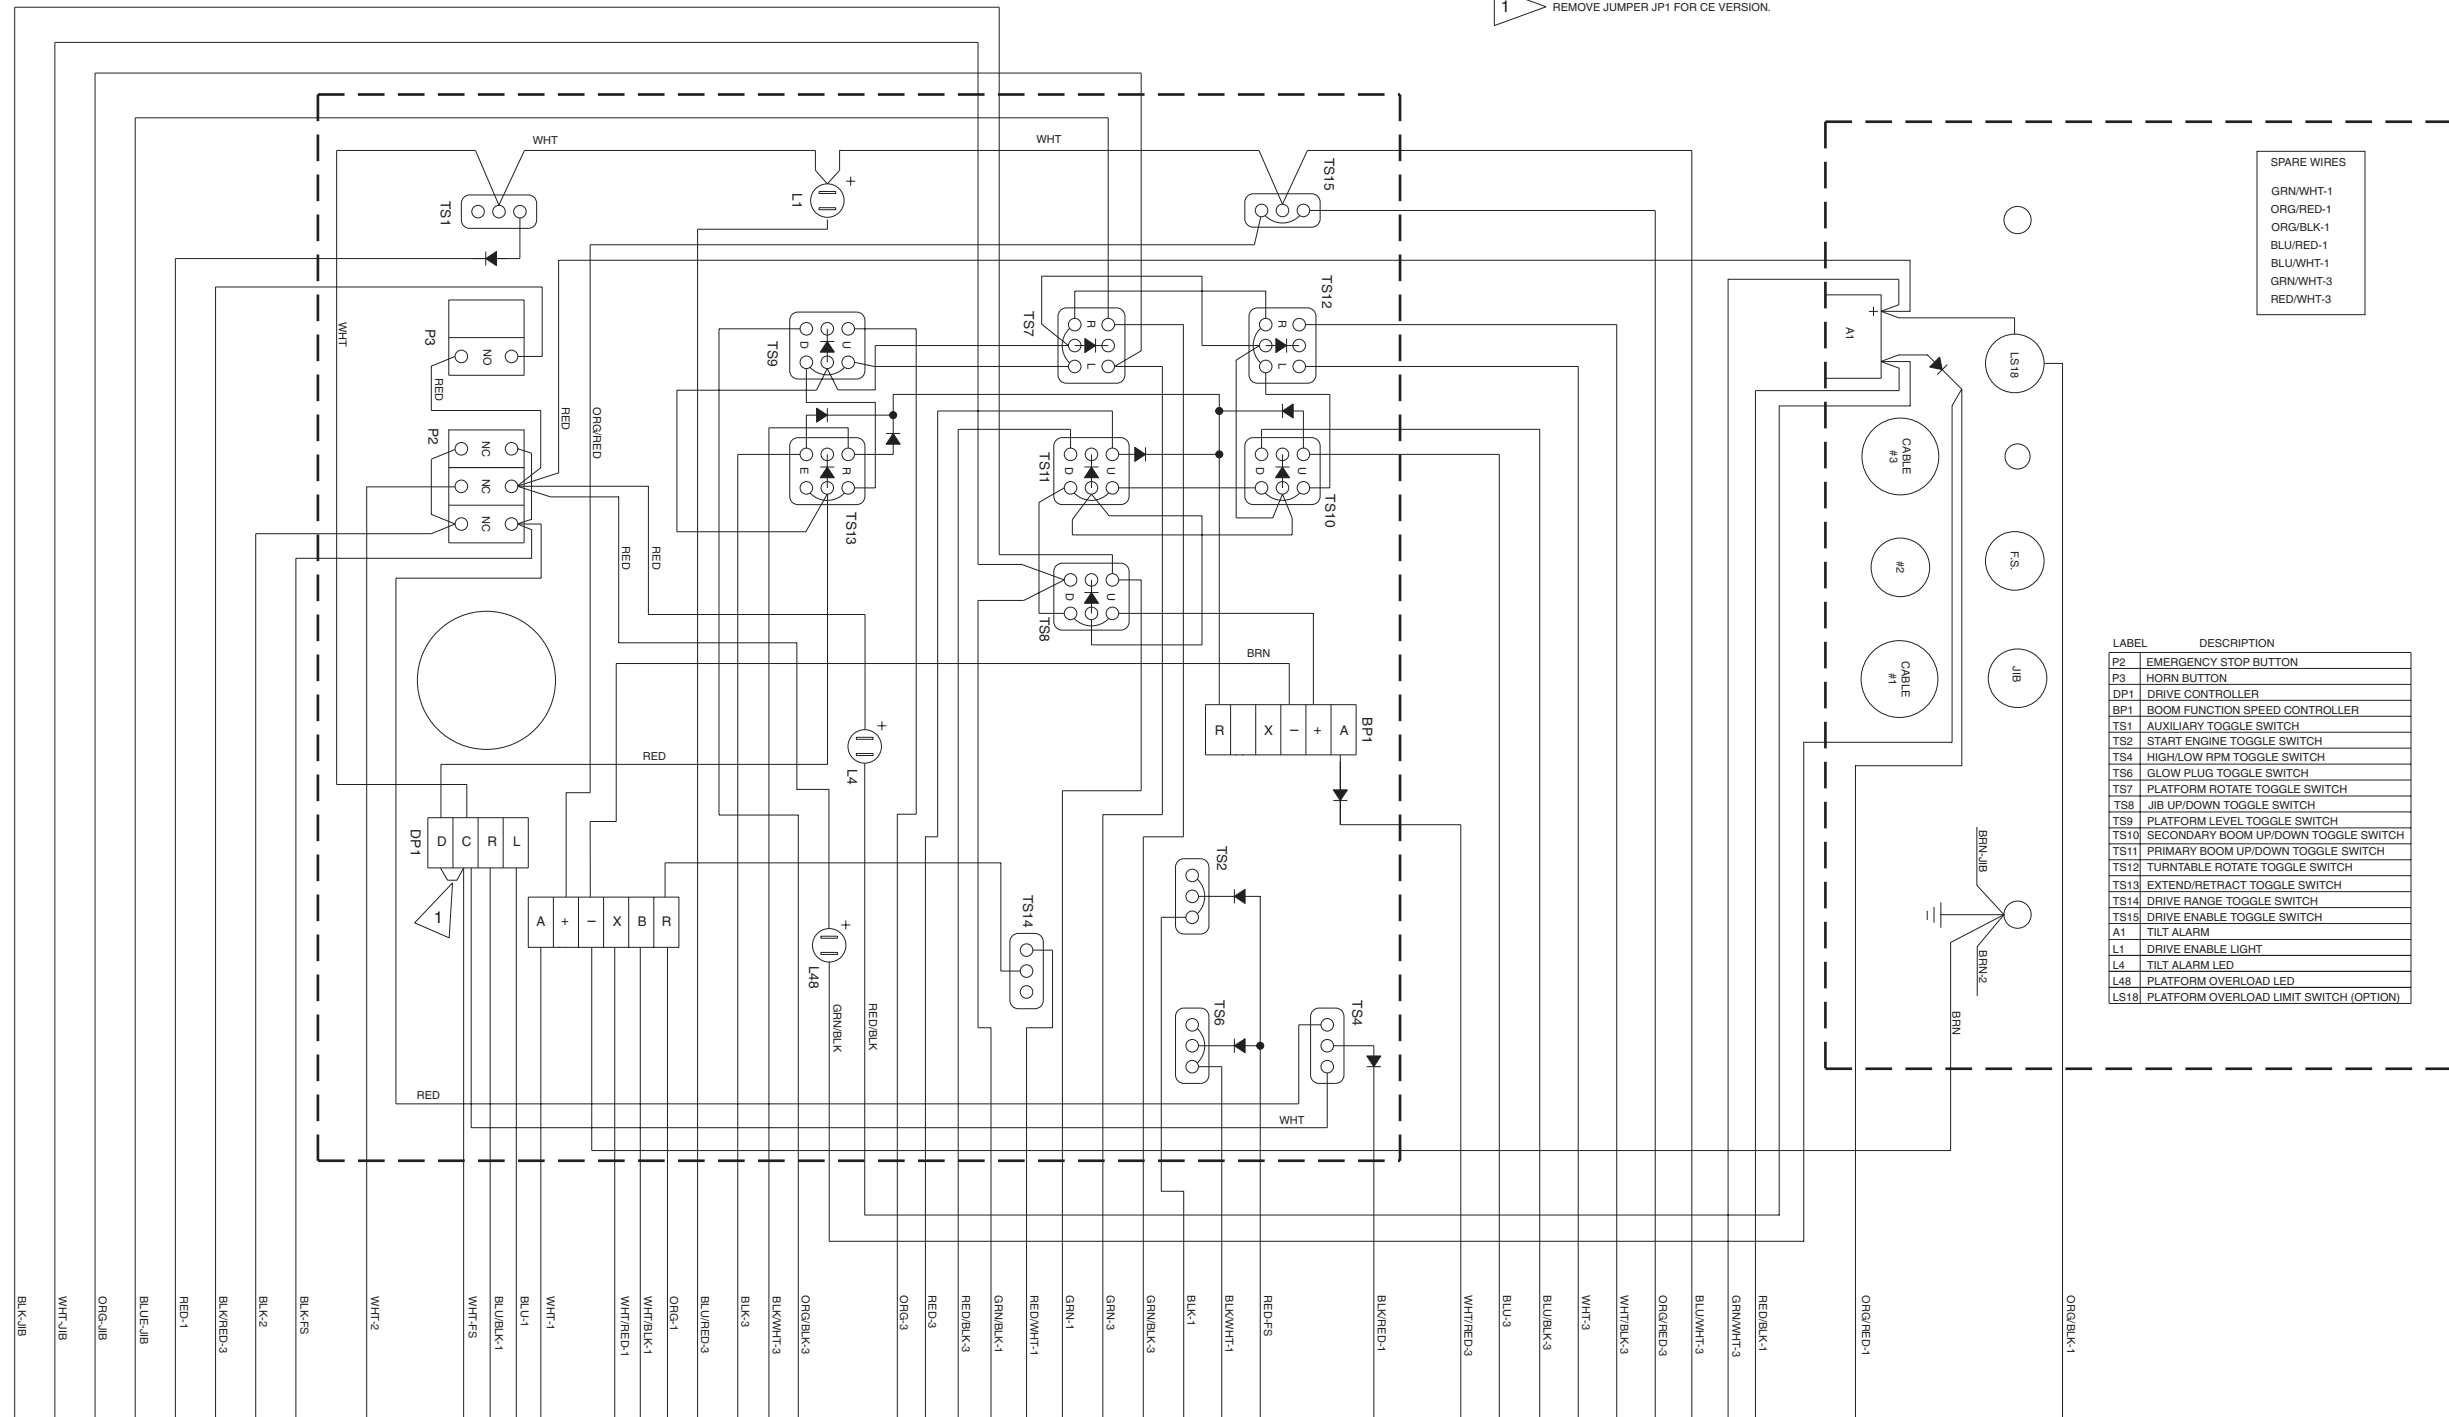 1 REMOVE JUMPER JP1 FOR CE VERSION.
WHT
WHT
TS1
L1
+
TS15
WHT
P3
NO
RED
P2
NC
NC
NC
RED
ORG/RED
RED
RED
TS9
D
U
TS7
R
L
TS12
R
L
TS13
E
R
TS11
D
U
TS10
D
U
TS8
D
U
BRN
R
X
–
+
A
BP1
RED
L4
+
DP1
D
C
R
L
1
A
+
–
X
B
R
L48
+
GRN/BLK
RED/BLK
TS14
TS2
TS6
TS4
RED
WHT
A1
+
LS18
CABLE
#3
#2
F.S.
CABLE
#1
JIB
BRN-JIB
BRN-2
BRN
SPARE WIRES
GRN/WHT-1
ORG/RED-1
ORG/BLK-1
BLU/RED-1
BLU/WHT-1
GRN/WHT-3
RED/WHT-3
LABEL DESCRIPTION
P2 EMERGENCY STOP BUTTON
P3 HORN BUTTON
DP1 DRIVE CONTROLLER
BP1 BOOM FUNCTION SPEED CONTROLLER
TS1 AUXILIARY TOGGLE SWITCH
TS2 START ENGINE TOGGLE SWITCH
TS4 HIGH/LOW RPM TOGGLE SWITCH
TS6 GLOW PLUG TOGGLE SWITCH
TS7 PLATFORM ROTATE TOGGLE SWITCH
TS8 JIB UP/DOWN TOGGLE SWITCH
TS9 PLATFORM LEVEL TOGGLE SWITCH
TS10 SECONDARY BOOM UP/DOWN TOGGLE SWITCH
TS11 PRIMARY BOOM UP/DOWN TOGGLE SWITCH
TS12 TURNTABLE ROTATE TOGGLE SWITCH
TS13 EXTEND/RETRACT TOGGLE SWITCH
TS14 DRIVE RANGE TOGGLE SWITCH
TS15 DRIVE ENABLE TOGGLE SWITCH
A1 TILT ALARM
L1 DRIVE ENABLE LIGHT
L4 TILT ALARM LED
L48 PLATFORM OVERLOAD LED
LS18 PLATFORM OVERLOAD LIMIT SWITCH (OPTION)
BLK-JIB
WHT-JIB
ORG-JIB
BLUE-JIB
RED-1
BLK/RED-3
BLK-2
BLK-FS
WHT-2
WHT-FS
BLU/BLK-1
BLU-1
WHT-1
WHT/RED-1
WHT/BLK-1
ORG-1
BLU/RED-3
BLK-3
BLK/WHT-3
ORG/BLK-3
ORG-3
RED-3
RED/BLK-3
GRN/BLK-1
RED/WHT-1
GRN-1
GRN-3
GRN/BLK-3
BLK-1
BLK/WHT-1
RED-FS
BLK/RED-1
WHT/RED-3
BLU-3
BLU/BLK-3
WHT-3
WHT/BLK-3
ORG/RED-3
BLU/WHT-3
GRN/WHT-3
RED/BLK-1
ORG/RED-1
ORG/BLK-1